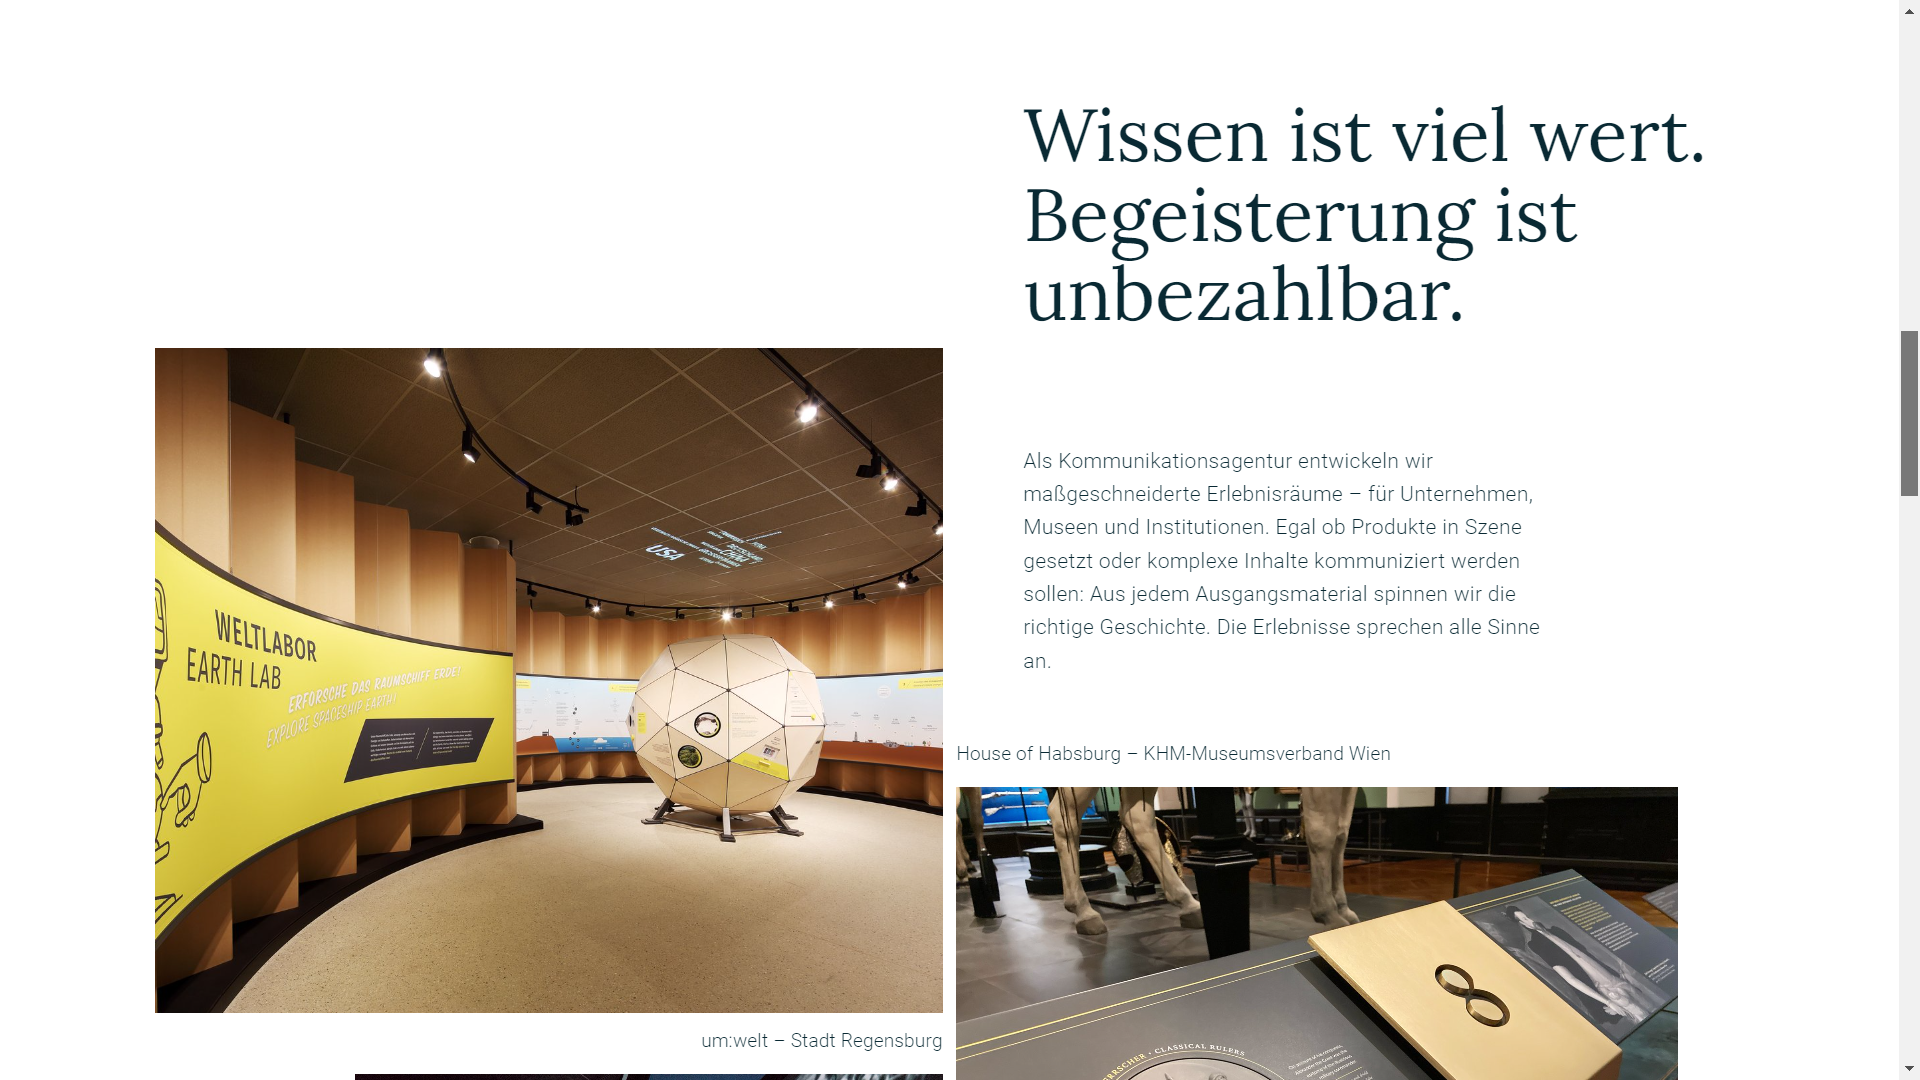 Wissen ist viel wert.
Begeisterung ist
unbezahlbar.
Als Kommunikationsagentur entwickeln wir
maßgeschneiderte Erlebnisräume – für Unternehmen,
Museen und Institutionen. Egal ob Produkte in Szene
gesetzt oder komplexe Inhalte kommuniziert werden
sollen: Aus jedem Ausgangsmaterial spinnen wir die
richtige Geschichte. Die Erlebnisse sprechen alle Sinne
an.
USA
CHINA
WELTLABOR
EARTH LAB
ERFORSCHE DAS RAUMSCHIFF ERDE!
EXPLORE SPACESHIP EARTH!
um:welt – Stadt Regensburg
House of Habsburg – KHM-Museumsverband Wien
8
CLASSICAL RULERS